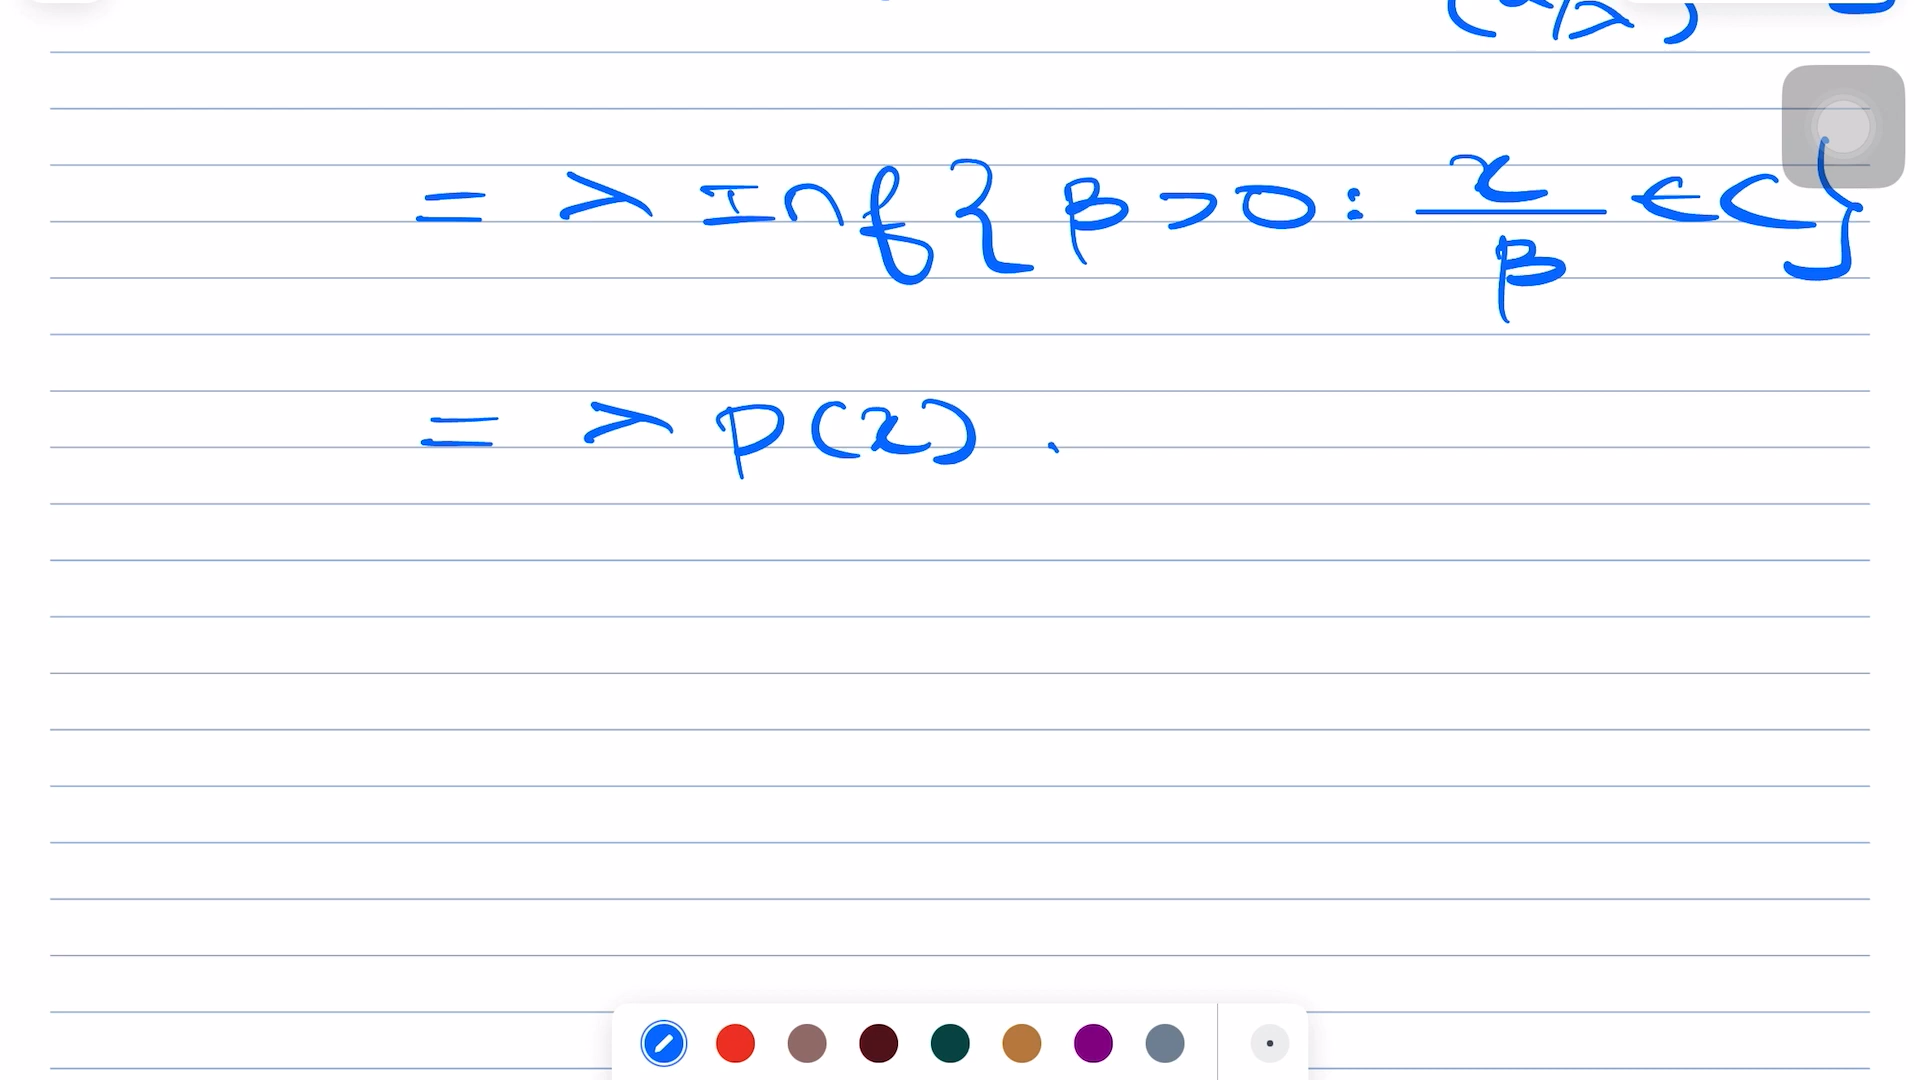 (α/λ)
= λ Inf { β > 0 : x/β ∈ C }
= λ p(x) .